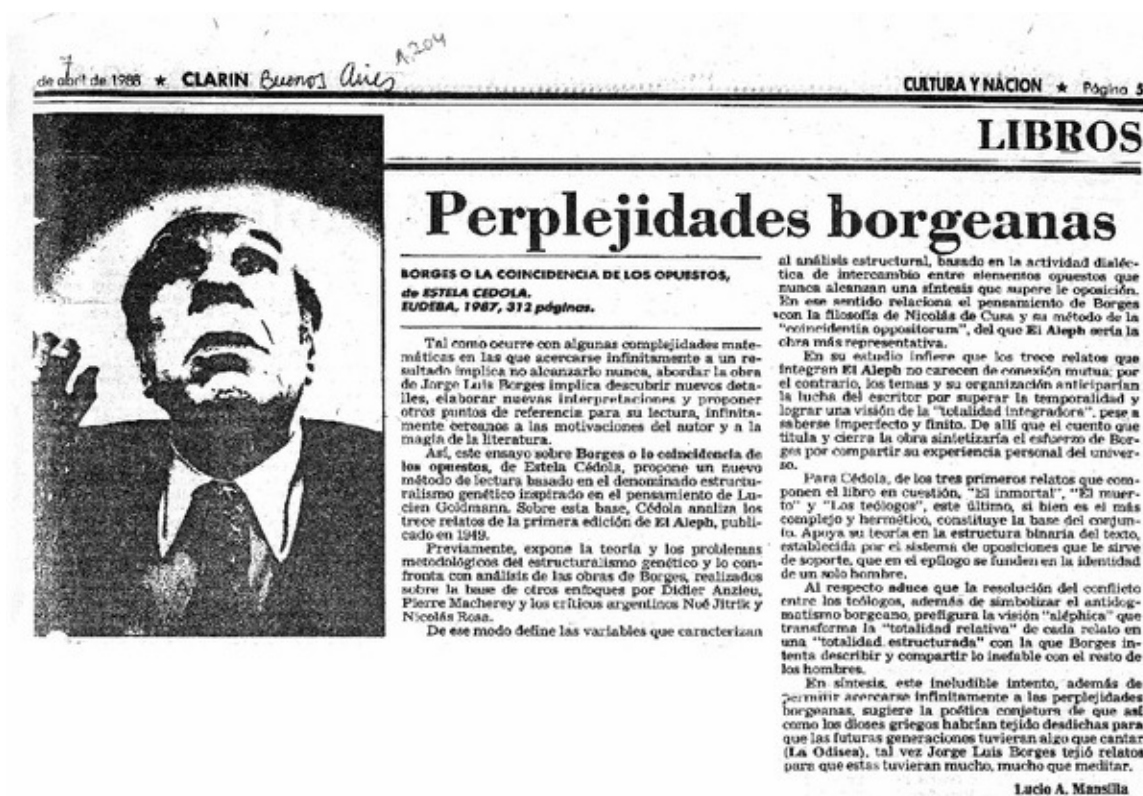 7
de abril de 1988 ★ CLARIN Buenos Aires
A.204
CULTURA Y NACION ★ Página 5
LIBROS
Perplejidades borgeanas
BORGES O LA COINCIDENCIA DE LOS OPUESTOS,
de ESTELA CEDOLA.
EUDEBA, 1987, 312 páginas.
Tal como ocurre con algunas complejidades mate-
máticas en las que acercarse infinitamente a un re-
sultado implica no alcanzarlo nunca, abordar la obra
de Jorge Luis Borges implica descubrir nuevos deta-
lles, elaborar nuevas interpretaciones y proponer
otros puntos de referencia para su lectura, infinita-
mente cercanos a las motivaciones del autor y a la
magia de la literatura.
Así, este ensayo sobre Borges o la coincidencia de
los opuestos, de Estela Cédola, propone un nuevo
método de lectura basado en el denominado estructu-
ralismo genético inspirado en el pensamiento de Lu-
cien Goldmann. Sobre esta base, Cédola analiza los
trece relatos de la primera edición de El Aleph, publi-
cado en 1949.
Previamente, expone la teoría y los problemas
metodológicos del estructuralismo genético y lo con-
fronta con análisis de las obras de Borges, realizados
sobre la base de otros enfoques por Didier Anzieu,
Pierre Macherey y los críticos argentinos Noé Jitrik y
Nicolás Rosa.
De ese modo define las variables que caracterizan
al análisis estructural, basado en la actividad dialéc-
tica de intercambio entre elementos opuestos que
nunca alcanzan una síntesis que supere le oposición.
En ese sentido relaciona el pensamiento de Borges
con la filosofía de Nicolás de Cusa y su método de la
"coincidentia oppositorum", del que El Aleph sería la
obra más representativa.
En su estudio infiere que los trece relatos que
integran El Aleph no carecen de conexión mutua; por
el contrario, los temas y su organización anticiparían
la lucha del escritor por superar la temporalidad y
lograr una visión de la "totalidad integradora", pese a
saberse imperfecto y finito. De allí que el cuento que
titula y cierra la obra sintetizaría el esfuerzo de Bor-
ges por compartir su experiencia personal del univer-
so.
Para Cédola, de los tres primeros relatos que com-
ponen el libro en cuestión, "El inmortal", "El muer-
to" y "Los teólogos", este último, si bien es el más
complejo y hermético, constituye la base del conjun-
to. Apoya su teoría en la estructura binaria del texto,
establecida por el sistema de oposiciones que le sirve
de soporte, que en el epílogo se funden en la identidad
de un solo hombre.
Al respecto aduce que la resolución del conflicto
entre los teólogos, además de simbolizar el antidog-
matismo borgeano, prefigura la visión "aléphica" que
transforma la "totalidad relativa" de cada relato en
una "totalidad estructurada" con la que Borges in-
tenta describir y compartir lo inefable con el resto de
los hombres.
En síntesis, este ineludible intento, además de
permitir acercarse infinitamente a las perplejidades
borgeanas, sugiere la poética conjetura de que así
como los dioses griegos habrían tejido desdichas para
que las futuras generaciones tuvieran algo que cantar
(La Odisea), tal vez Jorge Luis Borges tejió relatos
para que estas tuvieran mucho, mucho que meditar.
Lucio A. Mansilla